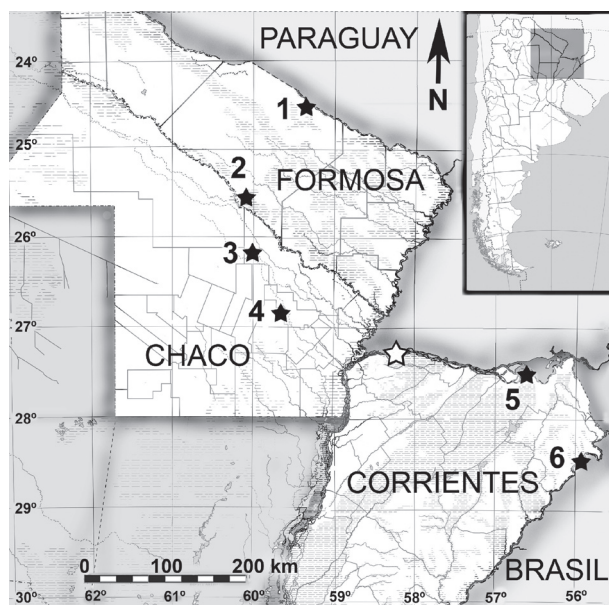 PARAGUAY
N
24º
1
25º
2
FORMOSA
26º
3
4
27º
CHACO
5
28º
6
CORRIENTES
29º
0 100 200 km
BRASIL
30º
62º 61º 60º 59º 58º 57º 56º